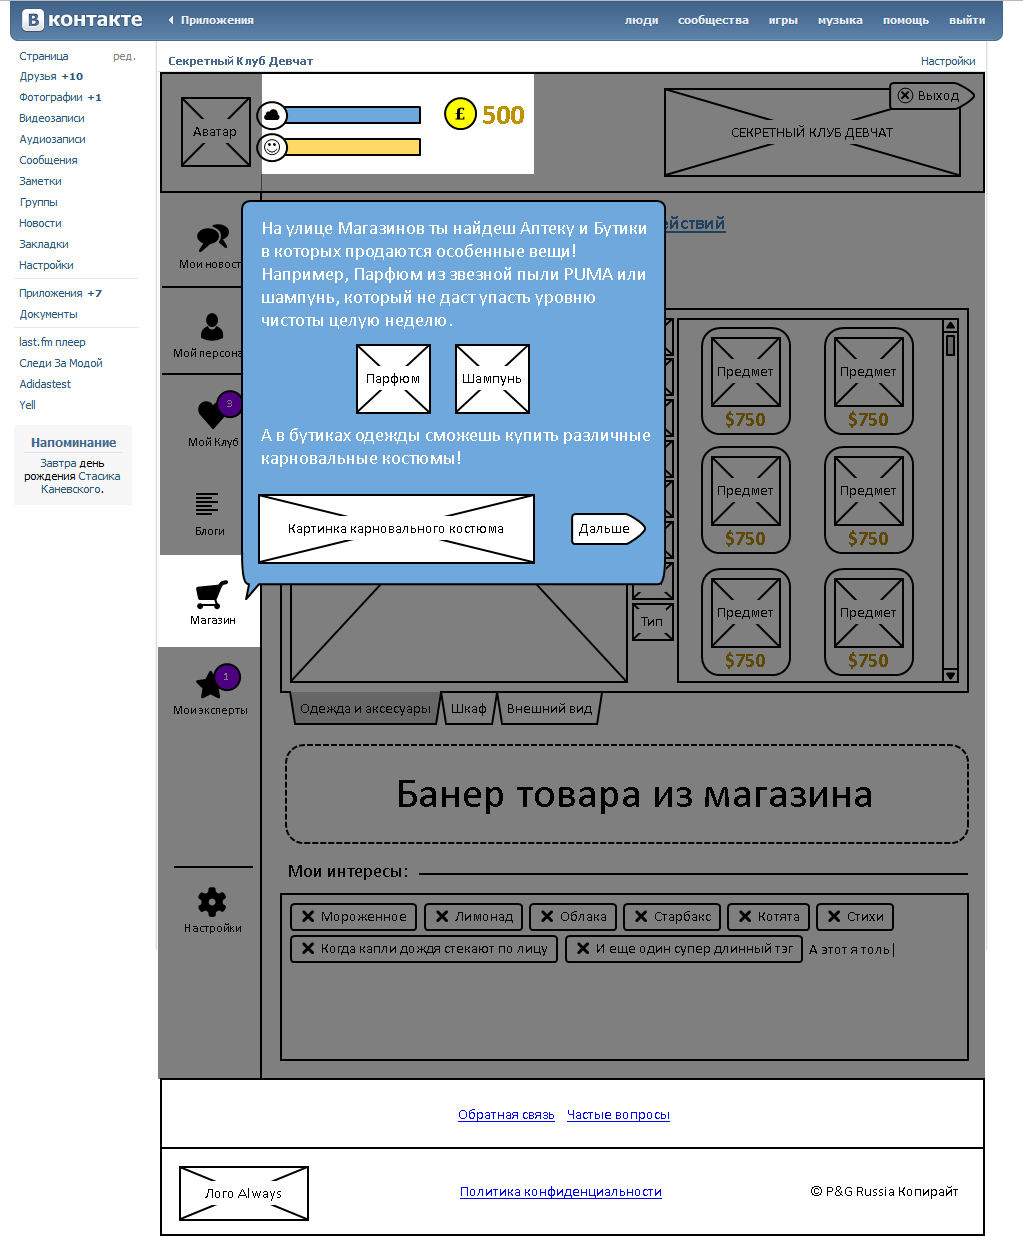 В контакте
Приложения
люди сообщества игры музыка помощь выйти
Страница ред.
Друзья +10
Фотографии +1
Видеозаписи
Аудиозаписи
Сообщения
Заметки
Группы
Новости
Закладки
Настройки
Приложения +7
Документы
last.fm плеер
Следи За Модой
Adidastest
Yell
Напоминание
Завтра день
рождения Стасика
Каневского.
Секретный Клуб Девчат
Настройки
Аватар
£ 500
Выход
СЕКРЕТНЫЙ КЛУБ ДЕВЧАТ
Мои новост
Мой персона
3
Мой Клуб
Блоги
Магазин
1
Мои эксперты
Настройки
ействий
На улице Магазинов ты найдеш Аптеку и Бутики
в которых продаются особенные вещи!
Например, Парфюм из звезной пыли PUMA или
шампунь, который не даст упасть уровню
чистоты целую неделю.
Парфюм
Шампунь
А в бутиках одежды сможешь купить различные
карновальные костюмы!
Картинка карновального костюма
Дальше
Тип
Предмет Предмет
$750 $750
Предмет Предмет
$750 $750
Предмет Предмет
$750 $750
Одежда и аксесуары Шкаф Внешний вид
Банер товара из магазина
Мои интересы:
Мороженное Лимонад Облака Старбакс Котята Стихи
Когда капли дождя стекают по лицу И еще один супер длинный тэг А этот я толь
Обратная связь Частые вопросы
Лого Always
Политика конфиденциальности
© P&G Russia Копирайт